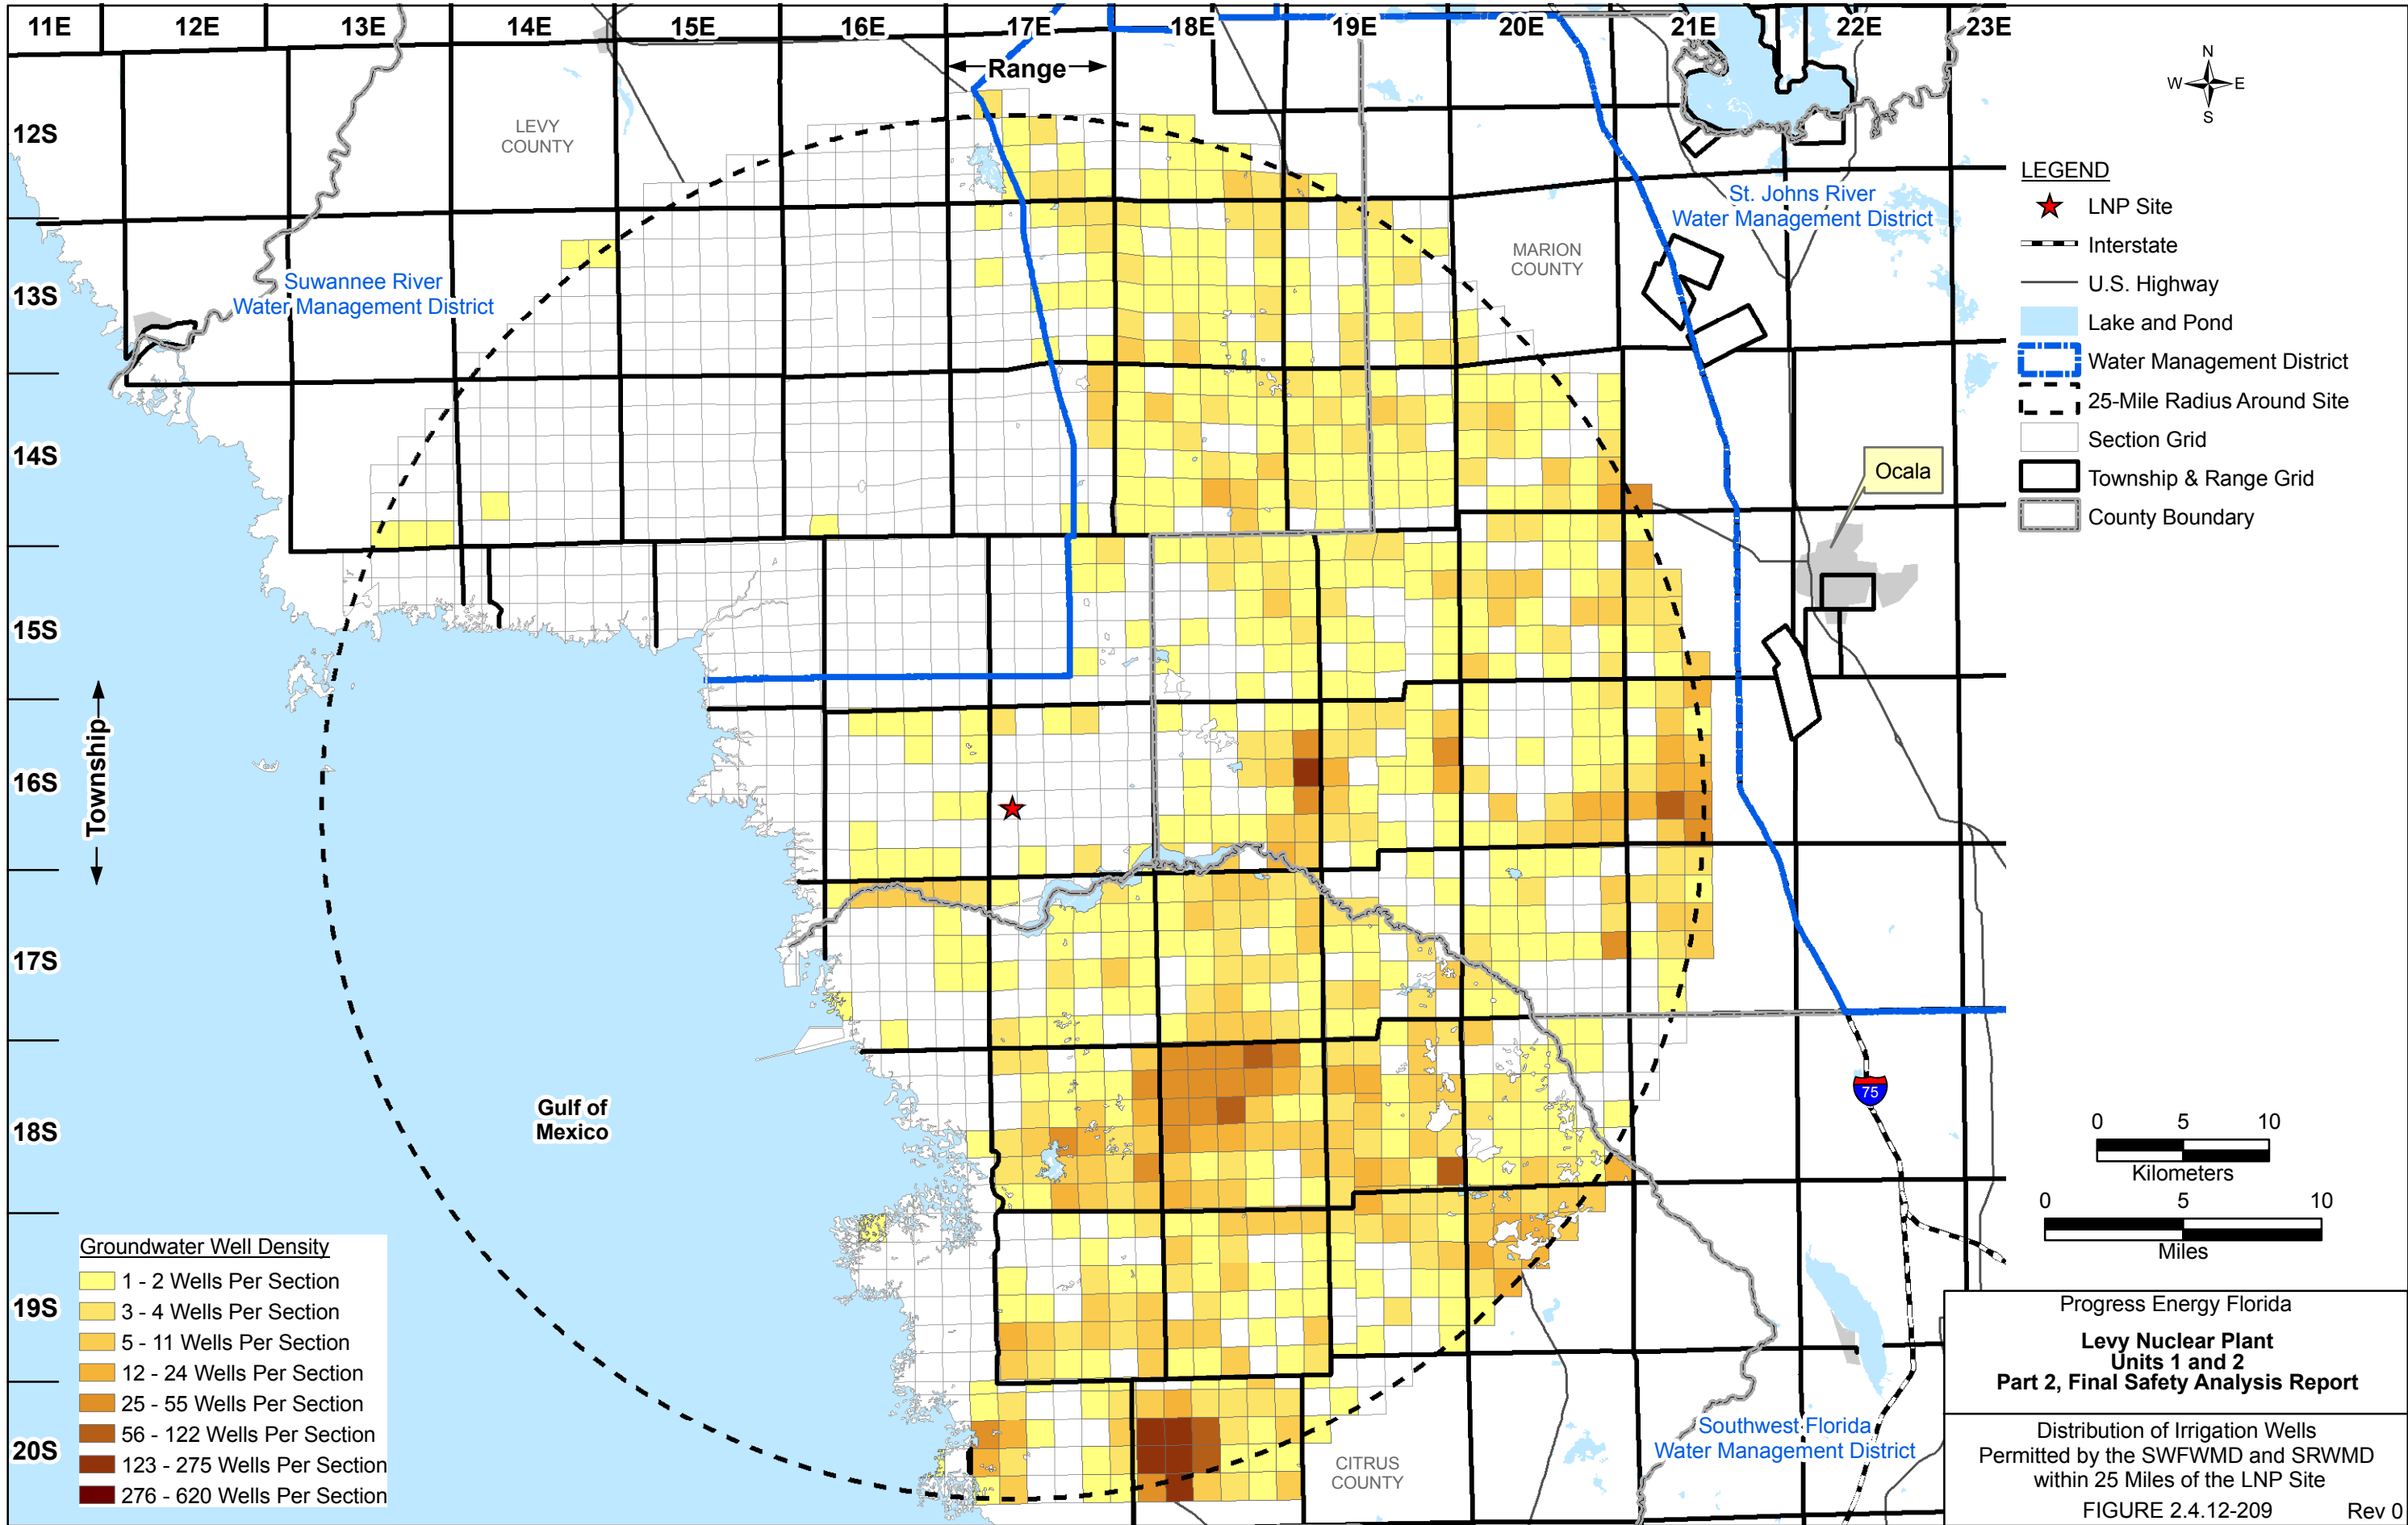 11E
12E
13E
14E
15E
16E
17E
18E
19E
20E
21E
22E
23E
Range
N
W
E
S
12S
13S
14S
15S
16S
17S
18S
19S
20S
Township
LEVY
COUNTY
MARION
COUNTY
CITRUS
COUNTY
Suwannee River
Water Management District
St. Johns River
Water Management District
Southwest Florida
Water Management District
Ocala
Gulf of
Mexico
75
LEGEND
LNP Site
Interstate
U.S. Highway
Lake and Pond
Water Management District
25-Mile Radius Around Site
Section Grid
Township & Range Grid
County Boundary
0 5 10
Kilometers
0 5 10
Miles
Groundwater Well Density
1 - 2 Wells Per Section
3 - 4 Wells Per Section
5 - 11 Wells Per Section
12 - 24 Wells Per Section
25 - 55 Wells Per Section
56 - 122 Wells Per Section
123 - 275 Wells Per Section
276 - 620 Wells Per Section
Progress Energy Florida
Levy Nuclear Plant
Units 1 and 2
Part 2, Final Safety Analysis Report
Distribution of Irrigation Wells
Permitted by the SWFWMD and SRWMD
within 25 Miles of the LNP Site
FIGURE 2.4.12-209 Rev 0